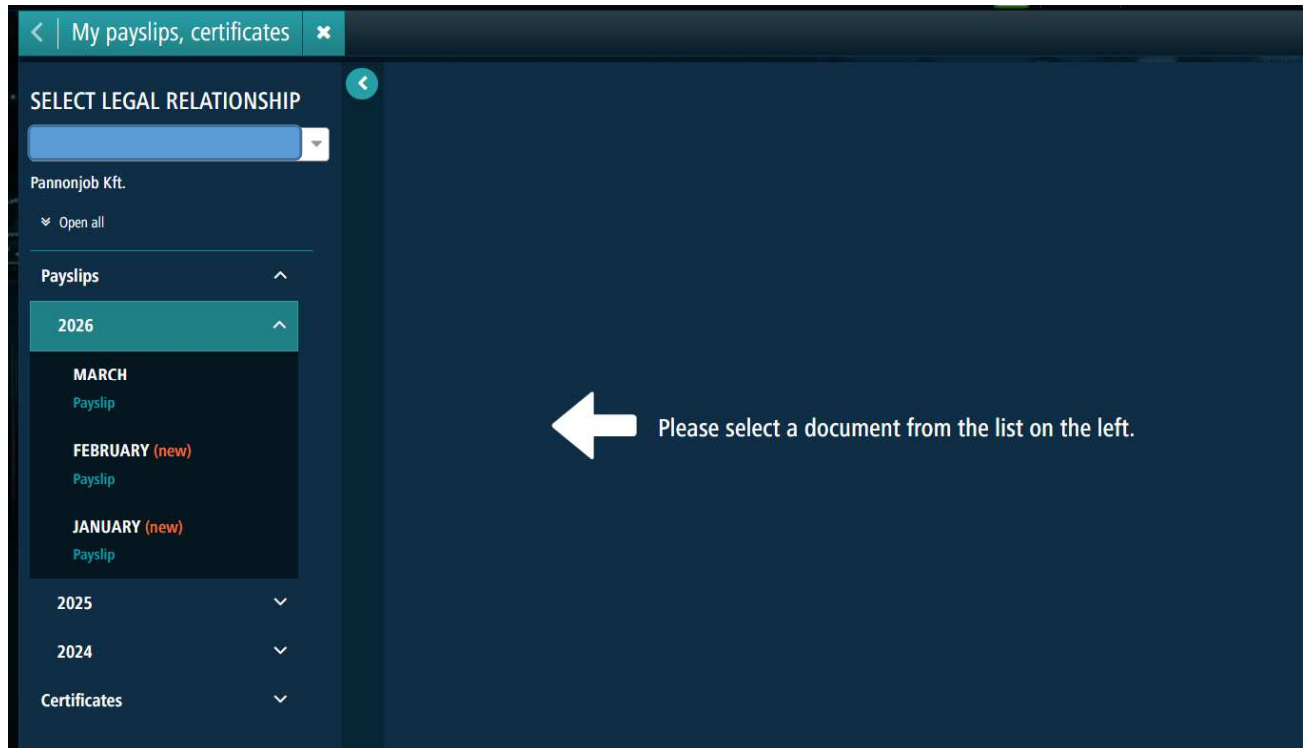 My payslips, certificates
SELECT LEGAL RELATIONSHIP
Pannonjob Kft.
Open all
Payslips
2026
MARCH
Payslip
FEBRUARY (new)
Payslip
JANUARY (new)
Payslip
2025
2024
Certificates
Please select a document from the list on the left.